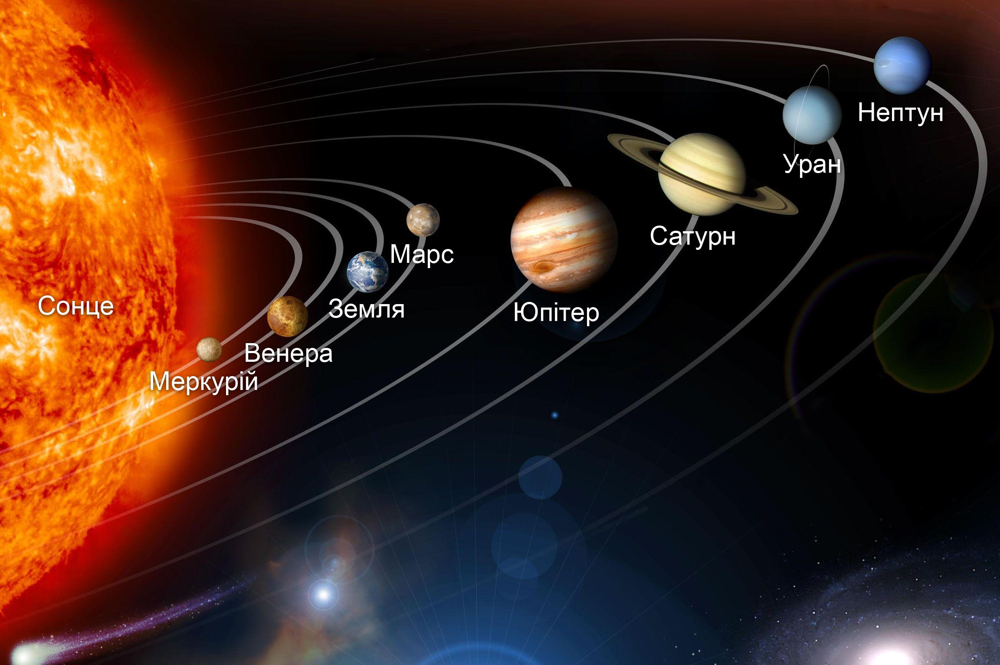 Сонце
Меркурій
Венера
Земля
Марс
Юпітер
Сатурн
Уран
Нептун